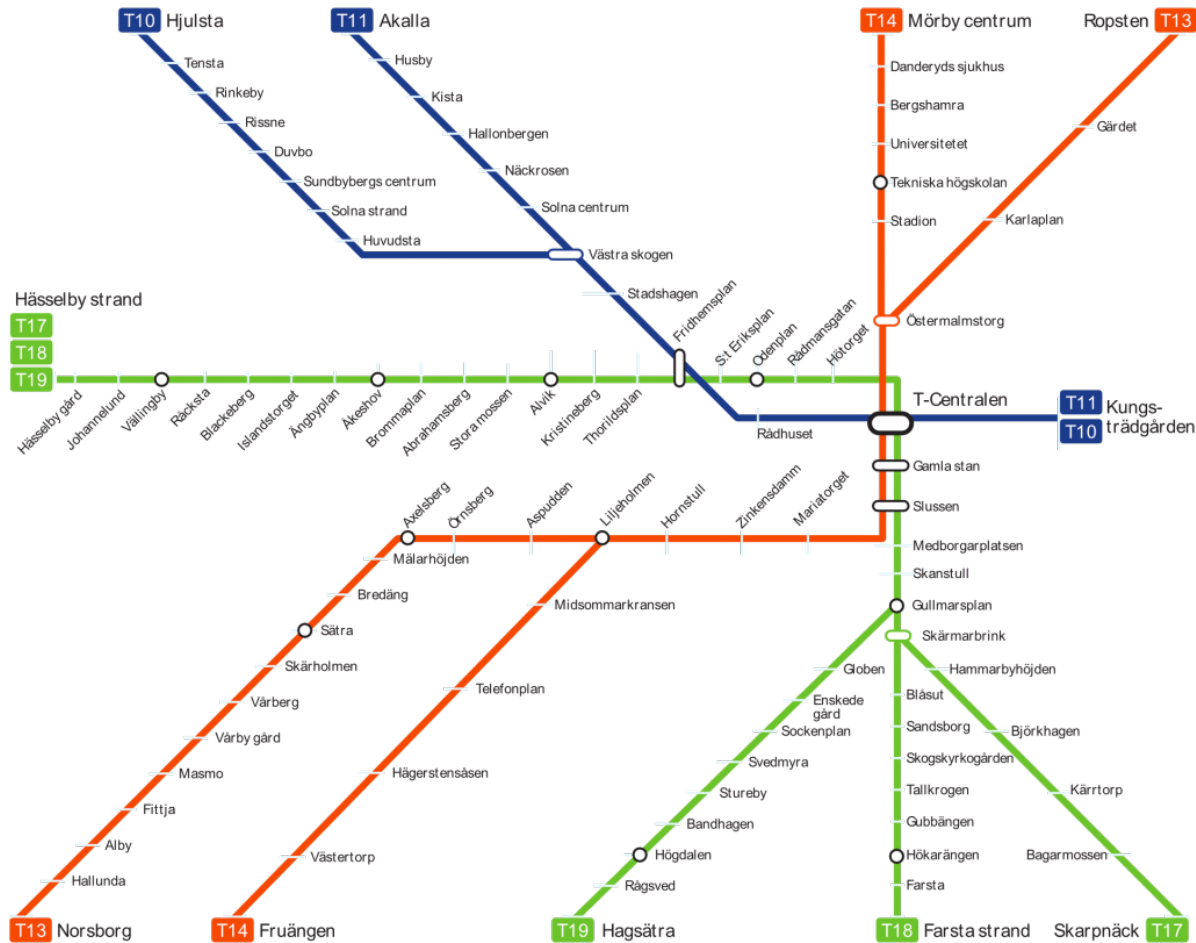 T10 Hjulsta
T11 Akalla
T14 Mörby centrum
Ropsten T13
Tensta
Rinkeby
Rissne
Duvbo
Sundbybergs centrum
Solna strand
Huvudsta
Husby
Kista
Hallonbergen
Näckrosen
Solna centrum
Västra skogen
Stadshagen
Danderyds sjukhus
Bergshamra
Universitetet
Tekniska högskolan
Stadion
Gärdet
Karlaplan
Östermalmstorg
Hässelby strand
T17
T18
T19
Hässelby gård
Johannelund
Vällingby
Råcksta
Blackeberg
Islandstorget
Ängbyplan
Åkeshov
Brommaplan
Abrahamsberg
Stora mossen
Alvik
Kristineberg
Thorildsplan
Fridhemsplan
S:t Eriksplan
Odenplan
Rådmansgatan
Hötorget
Rådhuset
T-Centralen
T11
T10
Kungs-
trädgården
Gamla stan
Slussen
Medborgarplatsen
Skanstull
Gullmarsplan
Skärmarbrink
Axelsberg
Örnsberg
Aspudden
Liljeholmen
Hornstull
Zinkensdamm
Mariatorget
Mälarhöjden
Bredäng
Sätra
Skärholmen
Vårberg
Vårby gård
Masmo
Fittja
Alby
Hallunda
T13 Norsborg
Midsommarkransen
Telefonplan
Hägerstensåsen
Västertorp
T14 Fruängen
Globen
Enskede
gård
Sockenplan
Svedmyra
Stureby
Bandhagen
Högdalen
Rågsved
T19 Hagsätra
Blåsut
Sandsborg
Skogskyrkogården
Tallkrogen
Gubbängen
Hökarängen
Farsta
T18 Farsta strand
Hammarbyhöjden
Björkhagen
Kärrtorp
Bagarmossen
Skarpnäck T17